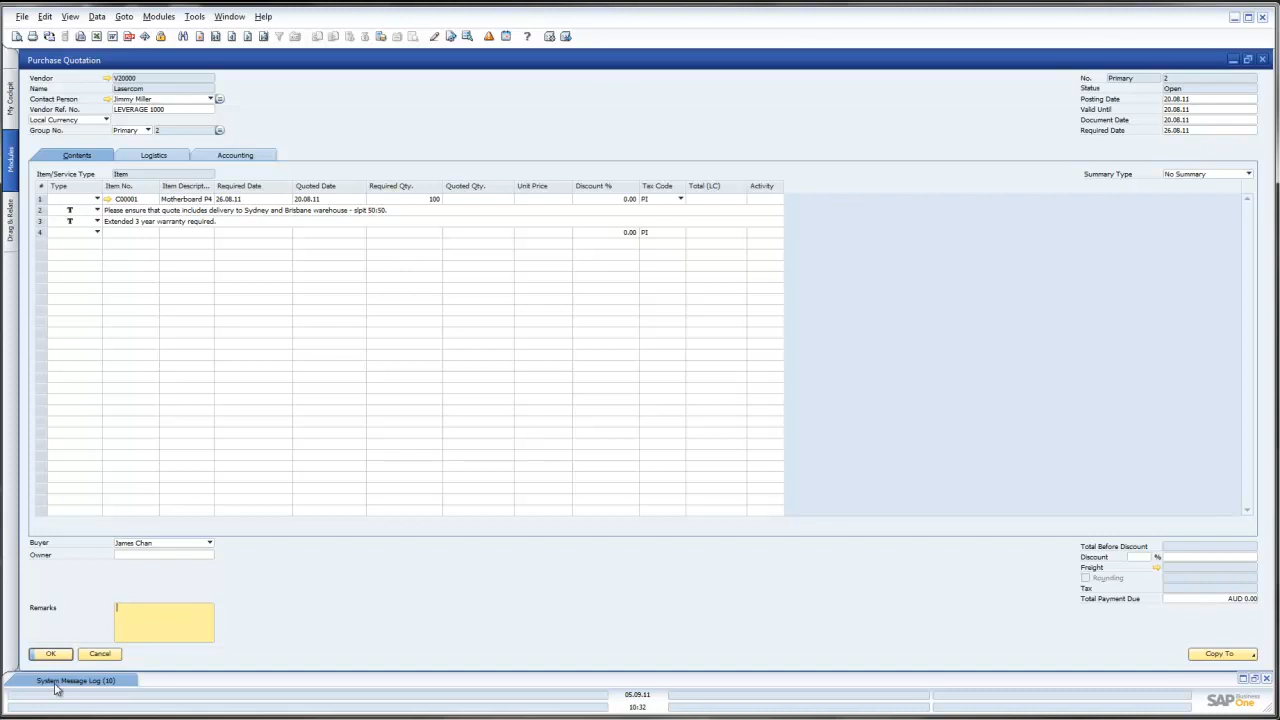 File Edit View Data Goto Modules Tools Window Help
Purchase Quotation
My Cockpit
Modules
Drag & Relate
Vendor V20000
Name Lasercom
Contact Person Jimmy Miller
Vendor Ref. No. LEVERAGE 1000
Local Currency
Group No. Primary 2
No. Primary 2
Status Open
Posting Date 20.08.11
Valid Until 20.08.11
Document Date 20.08.11
Required Date 26.08.11
Contents Logistics Accounting
Item/Service Type Item
Summary Type No Summary
# Type Item No. Item Descript... Required Date Quoted Date Required Qty. Quoted Qty. Unit Price Discount % Tax Code Total (LC) Activity
1 C00001 Motherboard P4 26.08.11 20.08.11 100 0.00 PI
2 T Please ensure that quote includes delivery to Sydney and Brisbane warehouse - slpit 50:50.
3 T Extended 3 year warranty required.
4 0.00 PI
Buyer James Chan
Owner
Remarks
Total Before Discount
Discount %
Freight
Rounding
Tax
Total Payment Due AUD 0.00
OK Cancel
Copy To
System Message Log (10)
05.09.11
10:32
SAP Business One